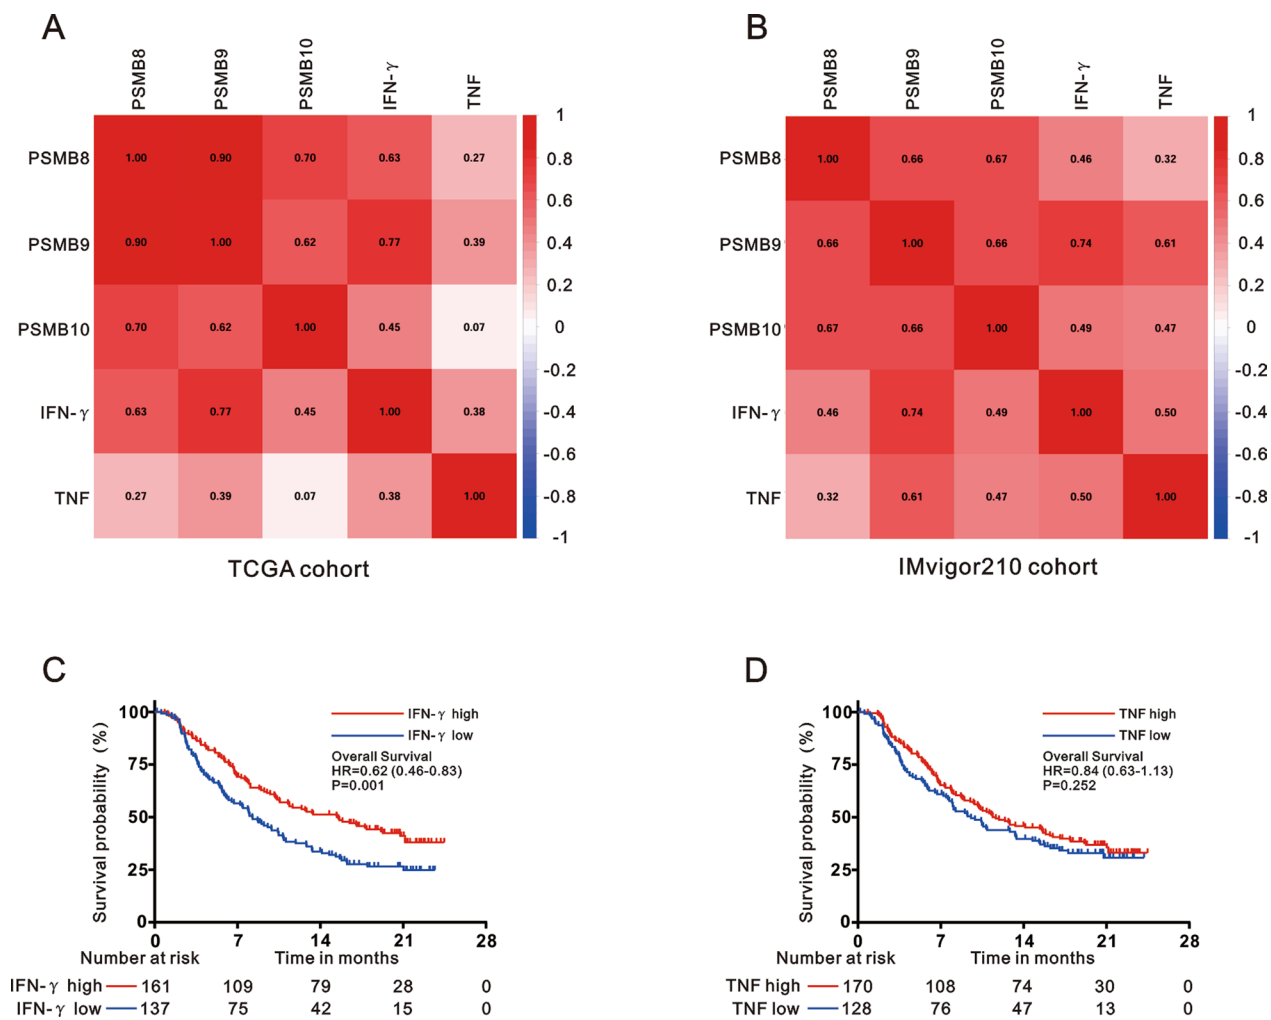 A
PSMB8 PSMB9 PSMB10 IFN-γ TNF
PSMB8 1.00 0.90 0.70 0.63 0.27
PSMB9 0.90 1.00 0.62 0.77 0.39
PSMB10 0.70 0.62 1.00 0.45 0.07
IFN-γ 0.63 0.77 0.45 1.00 0.38
TNF 0.27 0.39 0.07 0.38 1.00
1
0.8
0.6
0.4
0.2
0
-0.2
-0.4
-0.6
-0.8
-1
TCGA cohort
B
PSMB8 PSMB9 PSMB10 IFN-γ TNF
PSMB8 1.00 0.66 0.67 0.46 0.32
PSMB9 0.66 1.00 0.66 0.74 0.61
PSMB10 0.67 0.66 1.00 0.49 0.47
IFN-γ 0.46 0.74 0.49 1.00 0.50
TNF 0.32 0.61 0.47 0.50 1.00
1
0.8
0.6
0.4
0.2
0
-0.2
-0.4
-0.6
-0.8
-1
IMvigor210 cohort
C
Survival probability (%)
100
75
50
25
0
IFN-γ high
IFN-γ low
Overall Survival
HR=0.62 (0.46-0.83)
P=0.001
0 7 14 21 28
Number at risk Time in months
IFN-γ high 161 109 79 28 0
IFN-γ low 137 75 42 15 0
D
Survival probability (%)
100
75
50
25
0
TNF high
TNF low
Overall Survival
HR=0.84 (0.63-1.13)
P=0.252
0 7 14 21 28
Number at risk Time in months
TNF high 170 108 74 30 0
TNF low 128 76 47 13 0